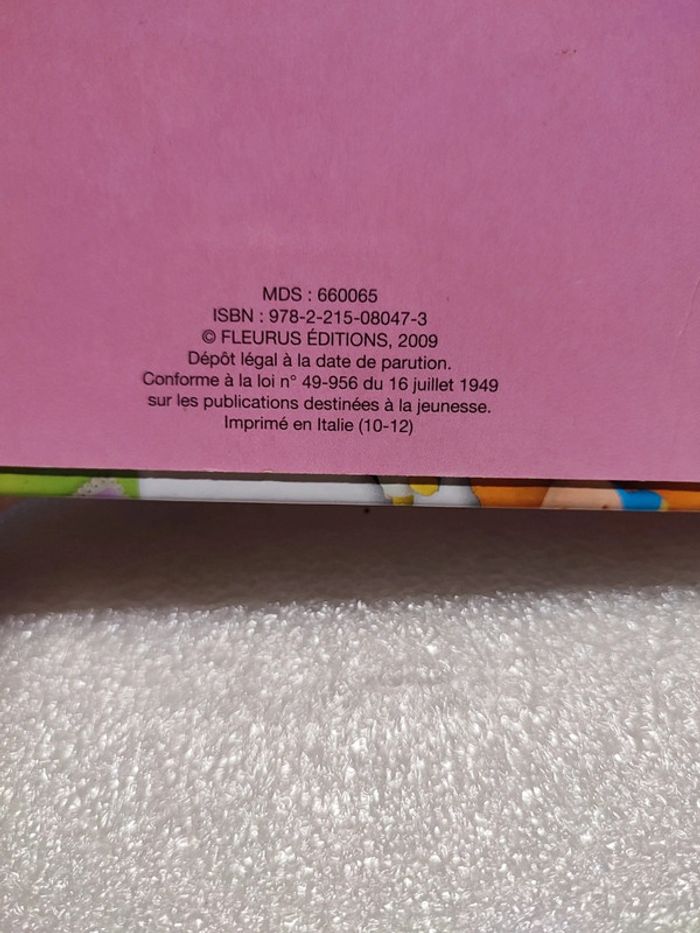 MDS : 660065
ISBN : 978-2-215-08047-3
© FLEURUS ÉDITIONS, 2009
Dépôt légal à la date de parution.
Conforme à la loi n° 49-956 du 16 juillet 1949
sur les publications destinées à la jeunesse.
Imprimé en Italie (10-12)